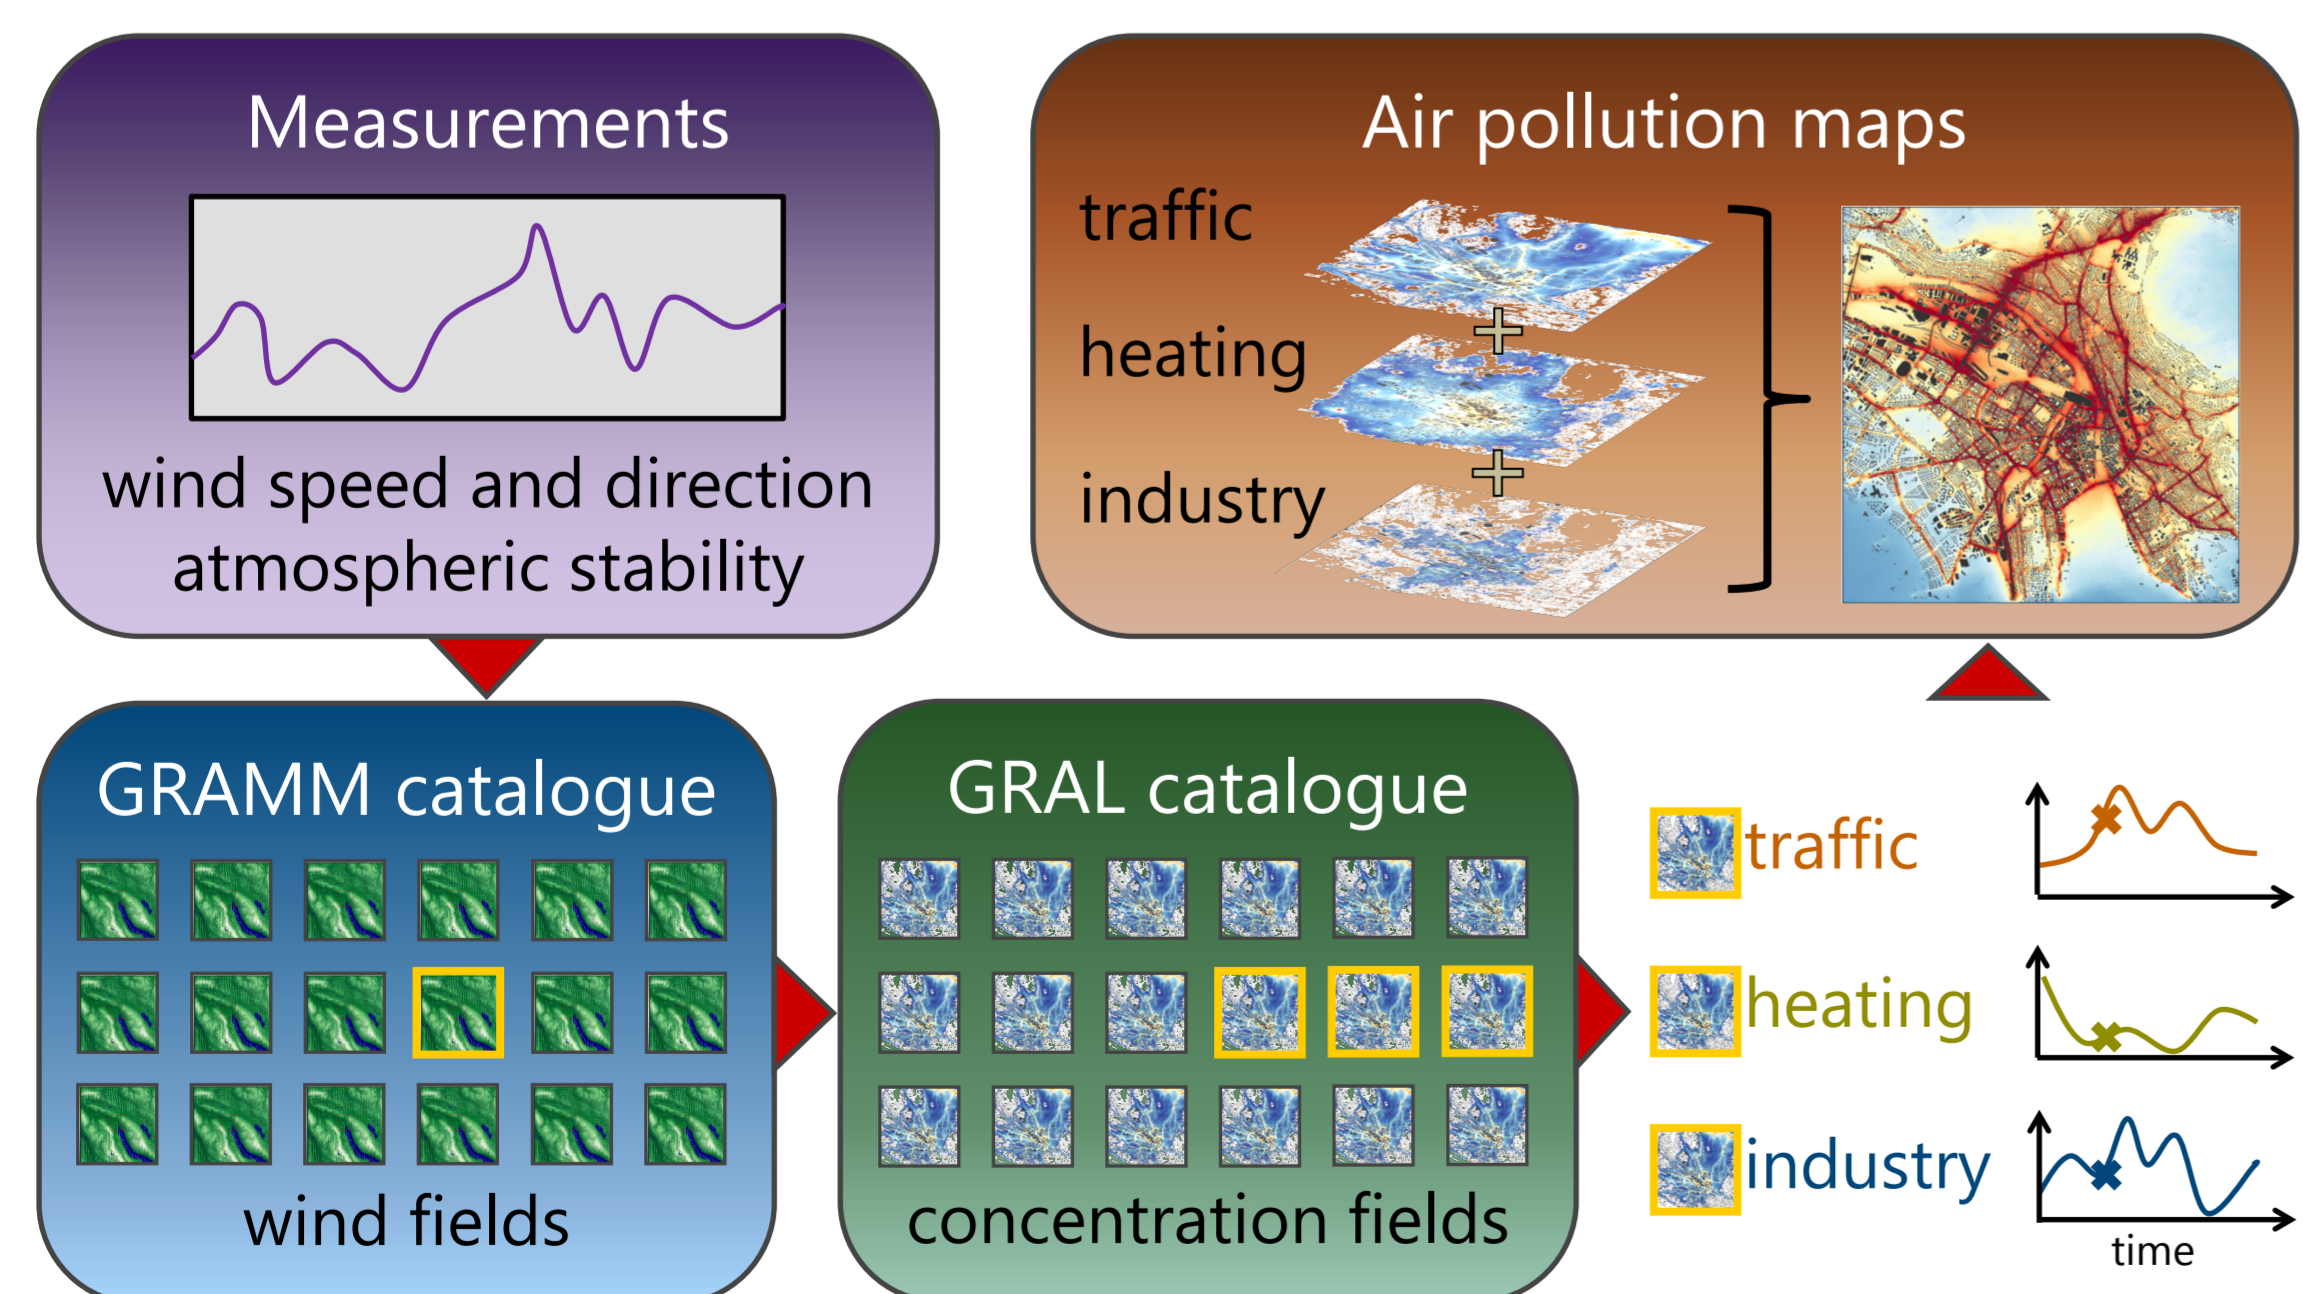 Measurements
wind speed and direction
atmospheric stability
Air pollution maps
traffic
heating
industry
GRAMM catalogue
wind fields
GRAL catalogue
concentration fields
traffic
heating
industry
time